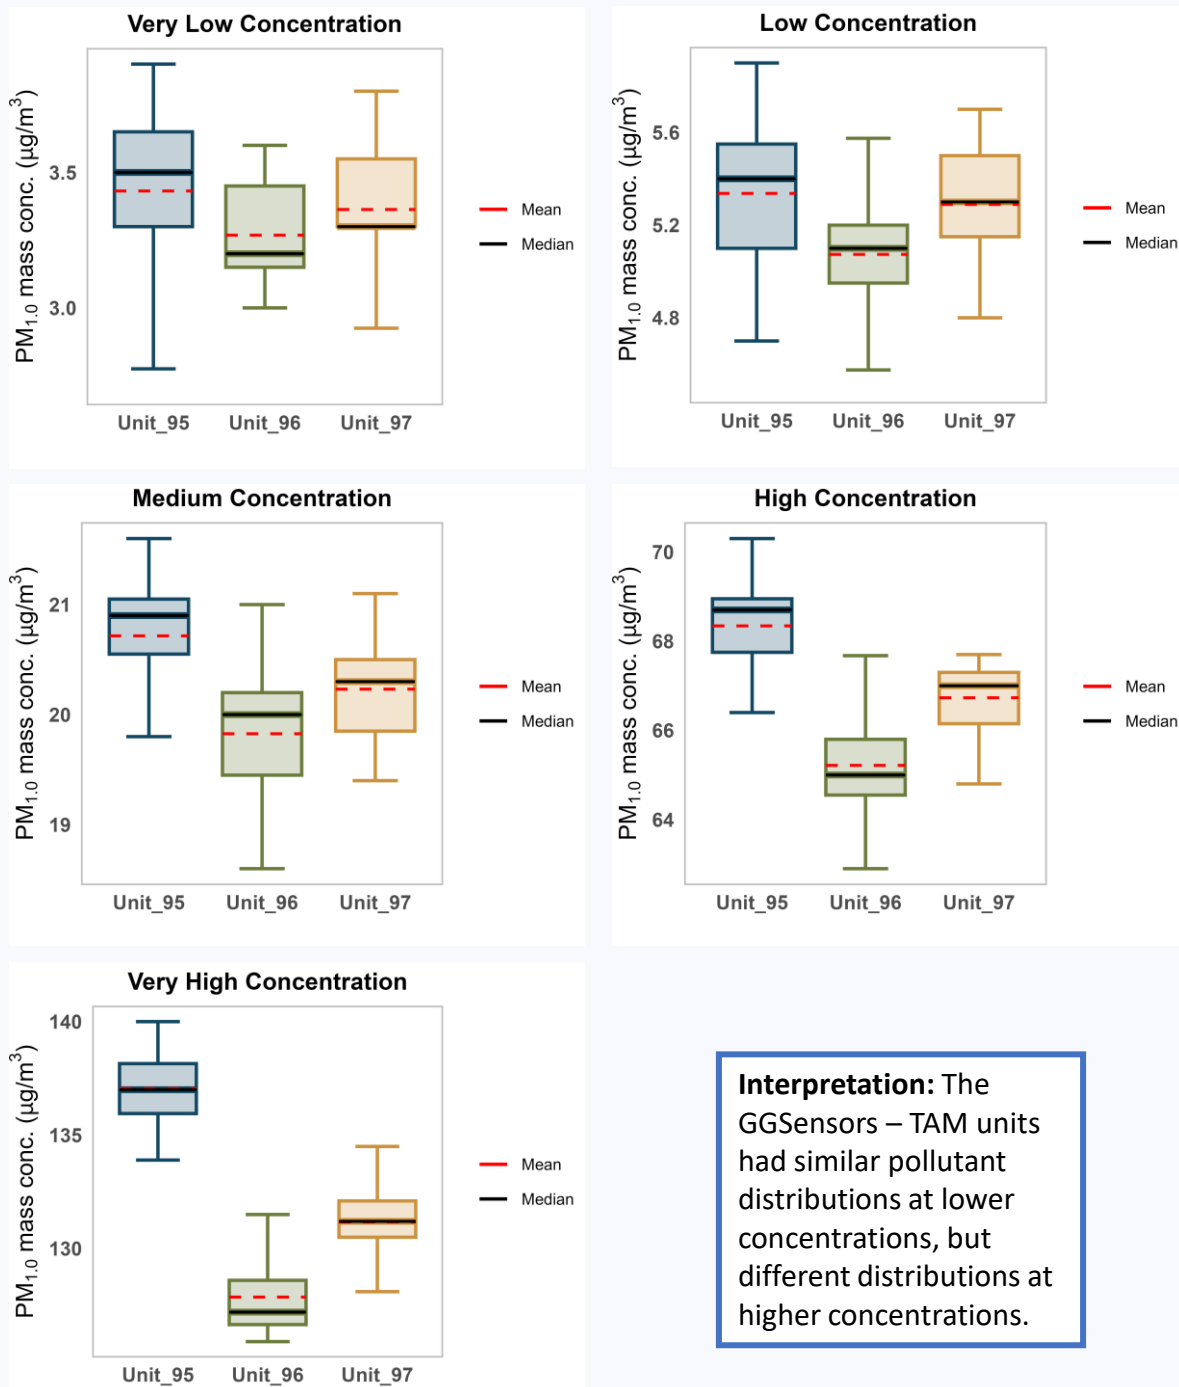 Very Low Concentration
PM1.0 mass conc. (µg/m3)
3.5
3.0
Unit_95 Unit_96 Unit_97
Mean
Median
Low Concentration
PM1.0 mass conc. (µg/m3)
5.6
5.2
4.8
Unit_95 Unit_96 Unit_97
Mean
Median
Medium Concentration
PM1.0 mass conc. (µg/m3)
21
20
19
Unit_95 Unit_96 Unit_97
Mean
Median
High Concentration
PM1.0 mass conc. (µg/m3)
70
68
66
64
Unit_95 Unit_96 Unit_97
Mean
Median
Very High Concentration
PM1.0 mass conc. (µg/m3)
140
135
130
Unit_95 Unit_96 Unit_97
Mean
Median
Interpretation: The
GGSensors – TAM units
had similar pollutant
distributions at lower
concentrations, but
different distributions at
higher concentrations.